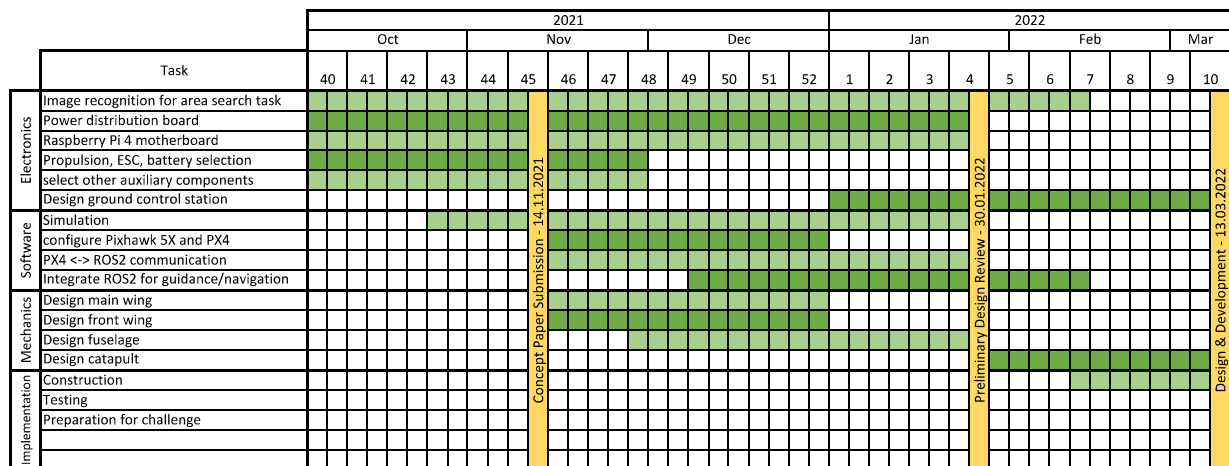 2021 2022
Oct Nov Dec Jan Feb Mar
Task 40 41 42 43 44 45 46 47 48 49 50 51 52 1 2 3 4 5 6 7 8 9 10
Electronics
Image recognition for area search task
Power distribution board
Raspberry Pi 4 motherboard
Propulsion, ESC, battery selection
select other auxiliary components
Design ground control station
Software
Simulation
configure Pixhawk 5X and PX4
PX4 <-> ROS2 communication
Integrate ROS2 for guidance/navigation
Mechanics
Design main wing
Design front wing
Design fuselage
Design catapult
Implementation
Construction
Testing
Preparation for challenge
Concept Paper Submission - 14.11.2021
Preliminary Design Review - 30.01.2022
Design & Development - 13.03.2022